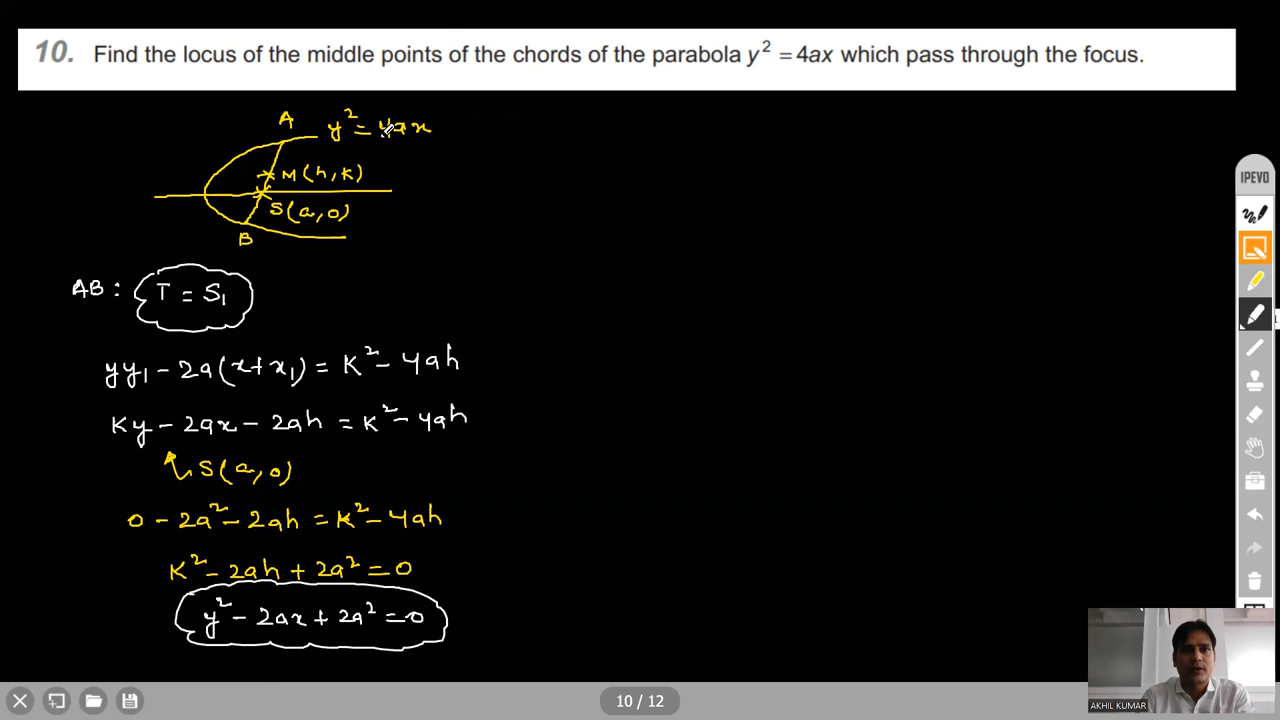 10. Find the locus of the middle points of the chords of the parabola y² = 4ax which pass through the focus.
A
y² = 4ax
M(h, k)
S(a, 0)
B
AB : T = S₁
yy₁ - 2a(x+x₁) = K² - 4ah
Ky - 2ax - 2ah = K² - 4ah
S(a, 0)
0 - 2a² - 2ah = K² - 4ah
K² - 2ah + 2a² = 0
y² - 2ax + 2a² = 0
IPEVO
10 / 12
AKHIL KUMAR